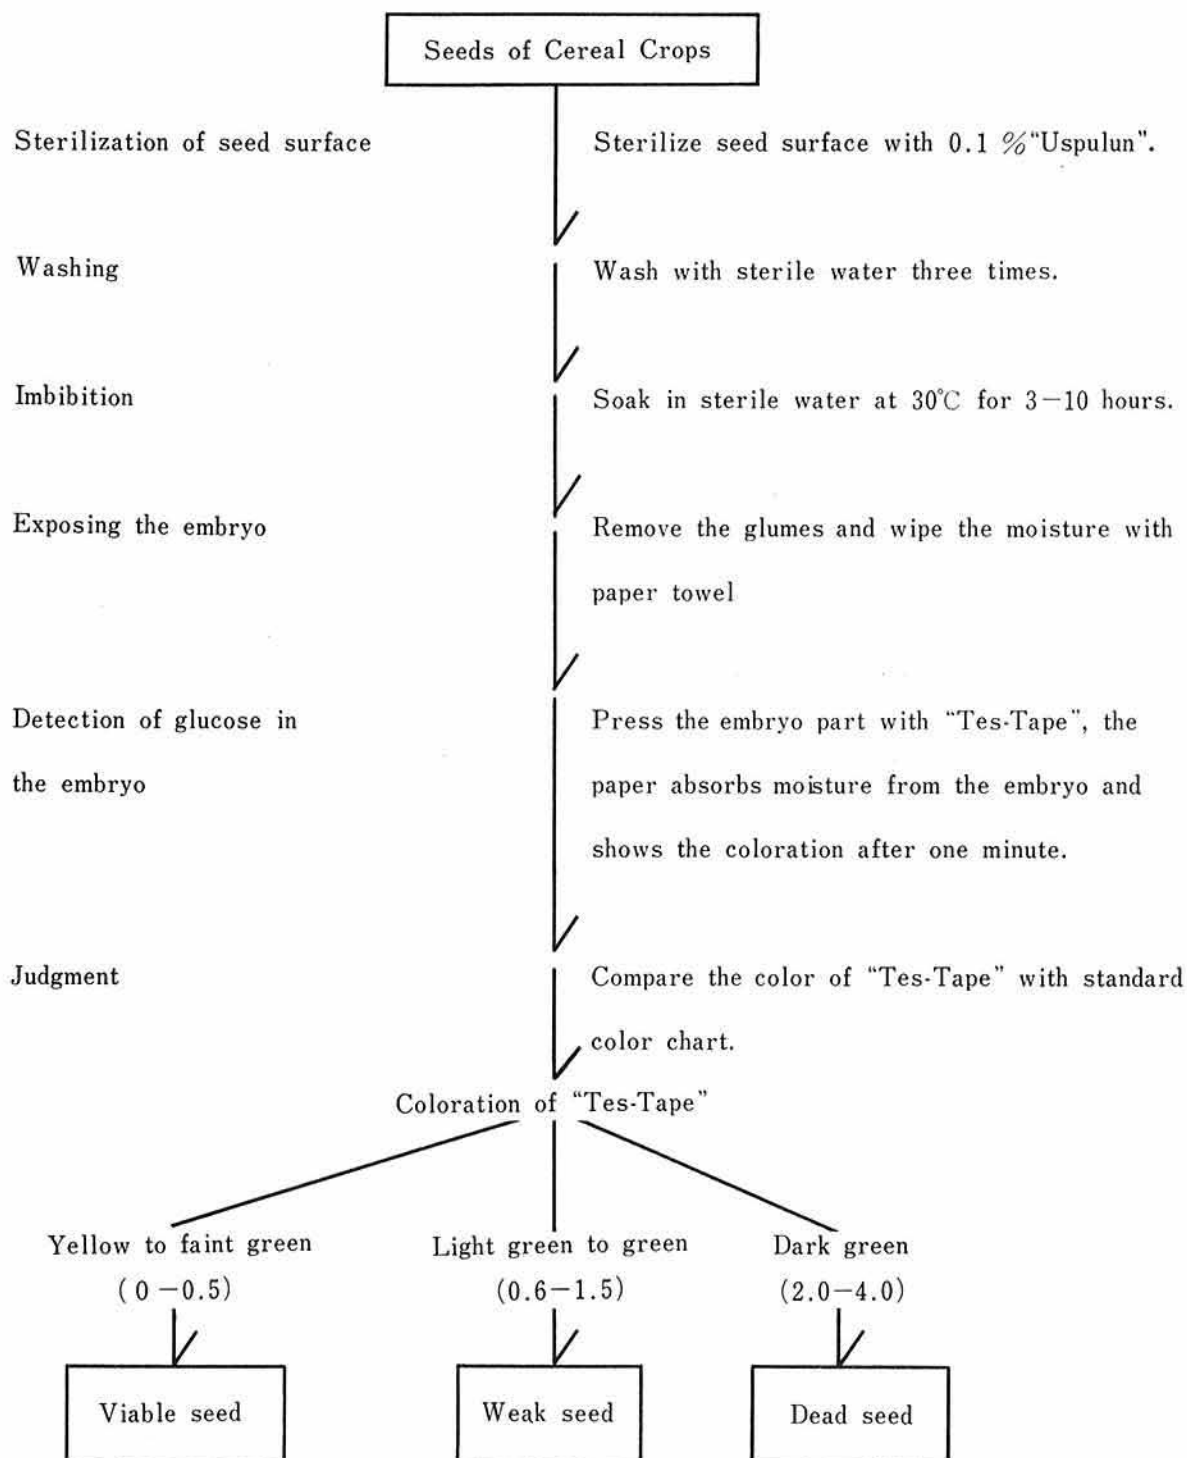 Seeds of Cereal Crops
Sterilization of seed surface
Sterilize seed surface with 0.1 %“Uspulun”.
Washing
Wash with sterile water three times.
Imbibition
Soak in sterile water at 30℃ for 3−10 hours.
Exposing the embryo
Remove the glumes and wipe the moisture with
paper towel
Detection of glucose in
the embryo
Press the embryo part with “Tes-Tape”, the
paper absorbs moisture from the embryo and
shows the coloration after one minute.
Judgment
Compare the color of “Tes-Tape” with standard
color chart.
Coloration of “Tes-Tape”
Yellow to faint green
(0−0.5)
Light green to green
(0.6−1.5)
Dark green
(2.0−4.0)
Viable seed
Weak seed
Dead seed